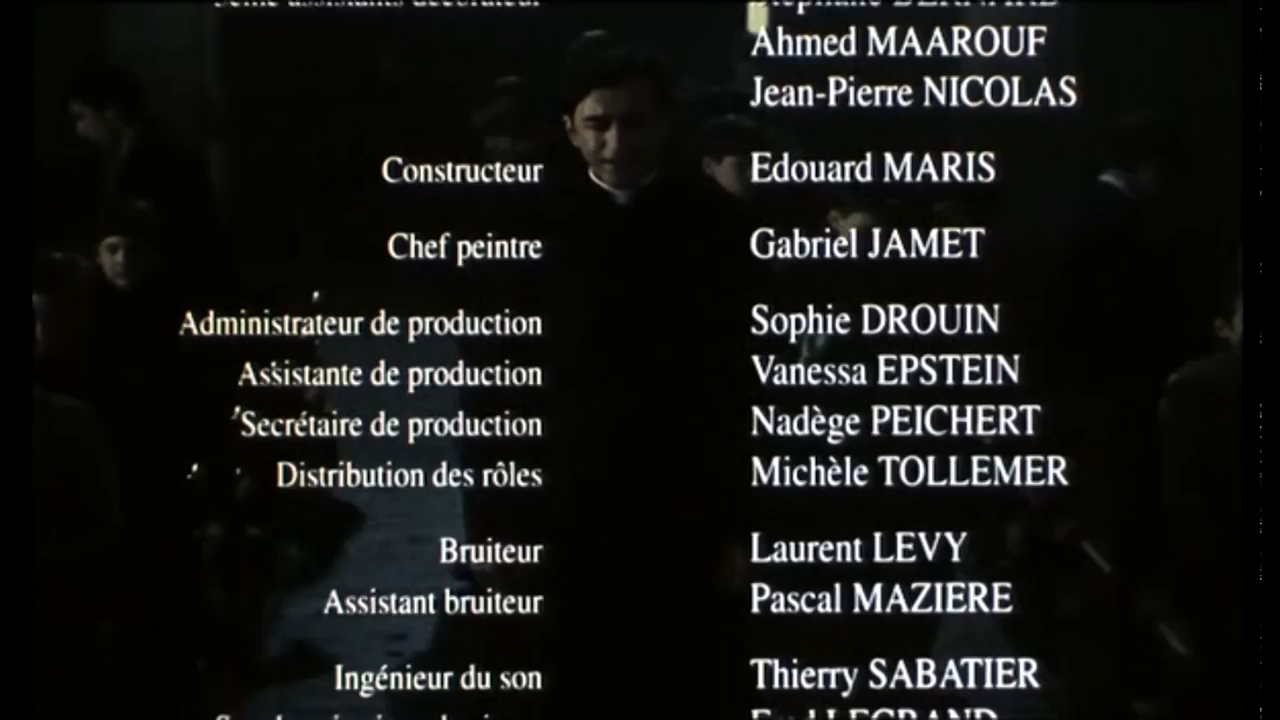 Ahmed MAAROUF
Jean-Pierre NICOLAS
Constructeur Edouard MARIS
Chef peintre Gabriel JAMET
Administrateur de production Sophie DROUIN
Assistante de production Vanessa EPSTEIN
Secrétaire de production Nadège PEICHERT
Distribution des rôles Michèle TOLLEMER
Bruiteur Laurent LEVY
Assistant bruiteur Pascal MAZIERE
Ingénieur du son Thierry SABATIER